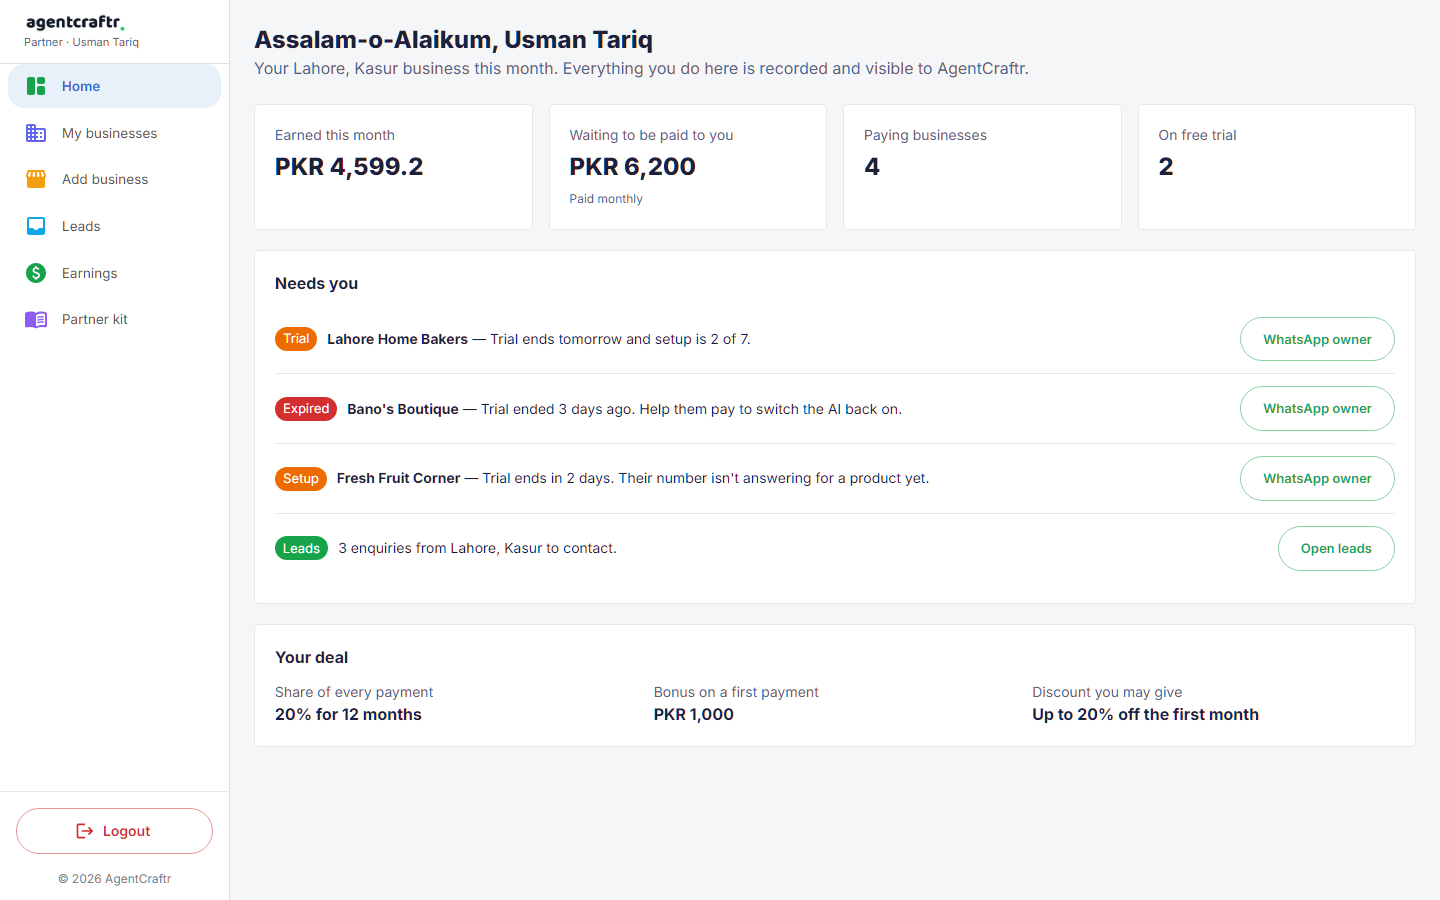 agentcraftr.
Partner · Usman Tariq
Home
My businesses
Add business
Leads
Earnings
Partner kit
Logout
© 2026 AgentCraftr
Assalam-o-Alaikum, Usman Tariq
Your Lahore, Kasur business this month. Everything you do here is recorded and visible to AgentCraftr.
Earned this month
PKR 4,599.2
Waiting to be paid to you
PKR 6,200
Paid monthly
Paying businesses
4
On free trial
2
Needs you
Trial Lahore Home Bakers — Trial ends tomorrow and setup is 2 of 7. WhatsApp owner
Expired Bano's Boutique — Trial ended 3 days ago. Help them pay to switch the AI back on. WhatsApp owner
Setup Fresh Fruit Corner — Trial ends in 2 days. Their number isn't answering for a product yet. WhatsApp owner
Leads 3 enquiries from Lahore, Kasur to contact. Open leads
Your deal
Share of every payment
20% for 12 months
Bonus on a first payment
PKR 1,000
Discount you may give
Up to 20% off the first month